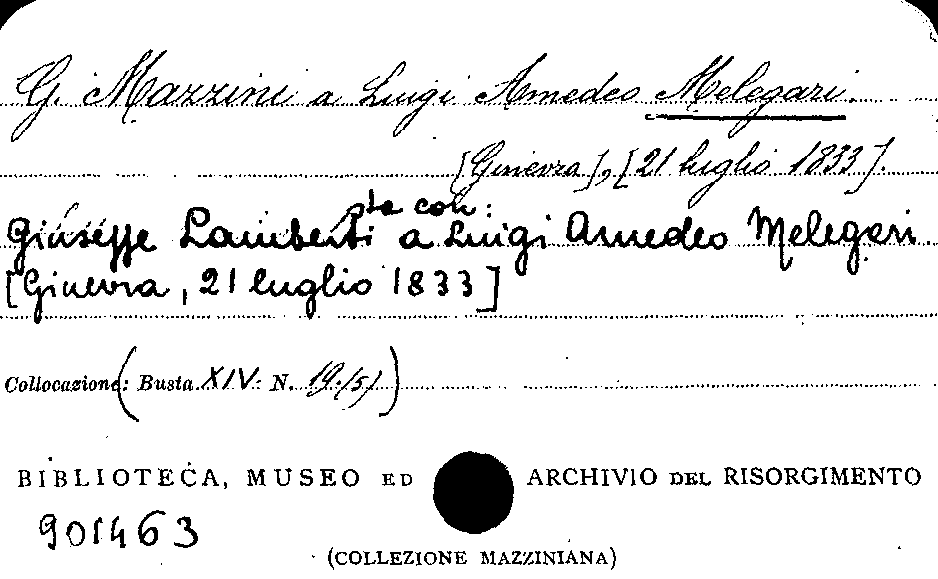 G. Mazzini a Luigi Amedeo Melegari.
[Ginevra], [21 luglio 1833].
sta con:
Giuseppe Lamberti a Luigi Amedeo Melegari.
[Ginevra, 21 luglio 1833]
Collocazione: (Busta XIV. N. 19.(5))
BIBLIOTECA, MUSEO ED ARCHIVIO DEL RISORGIMENTO
901463
(COLLEZIONE MAZZINIANA)